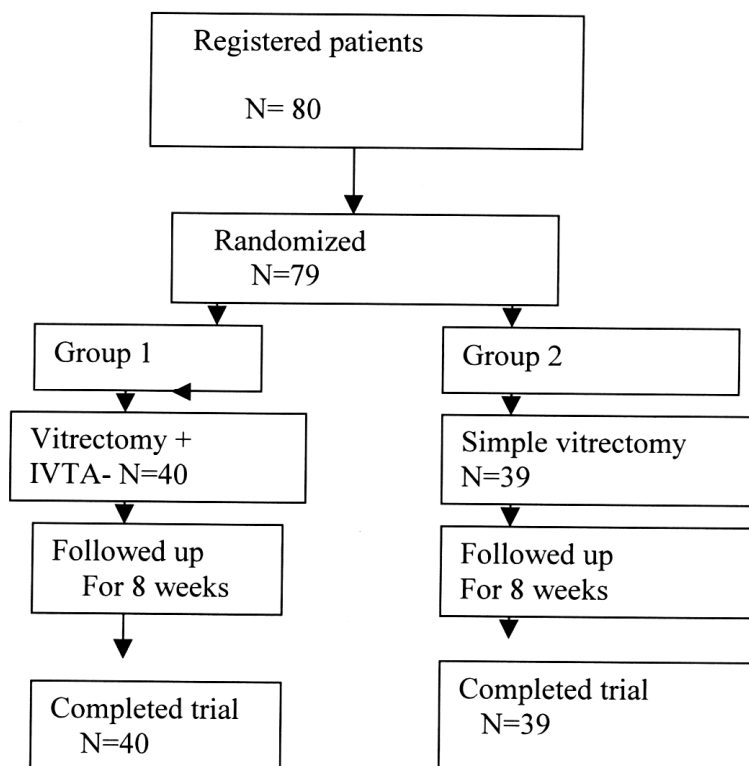 Registered patients
N= 80
Randomized
N=79
Group 1
Group 2
Vitrectomy +
IVTA- N=40
Simple vitrectomy
N=39
Followed up
For 8 weeks
Followed up
For 8 weeks
Completed trial
N=40
Completed trial
N=39